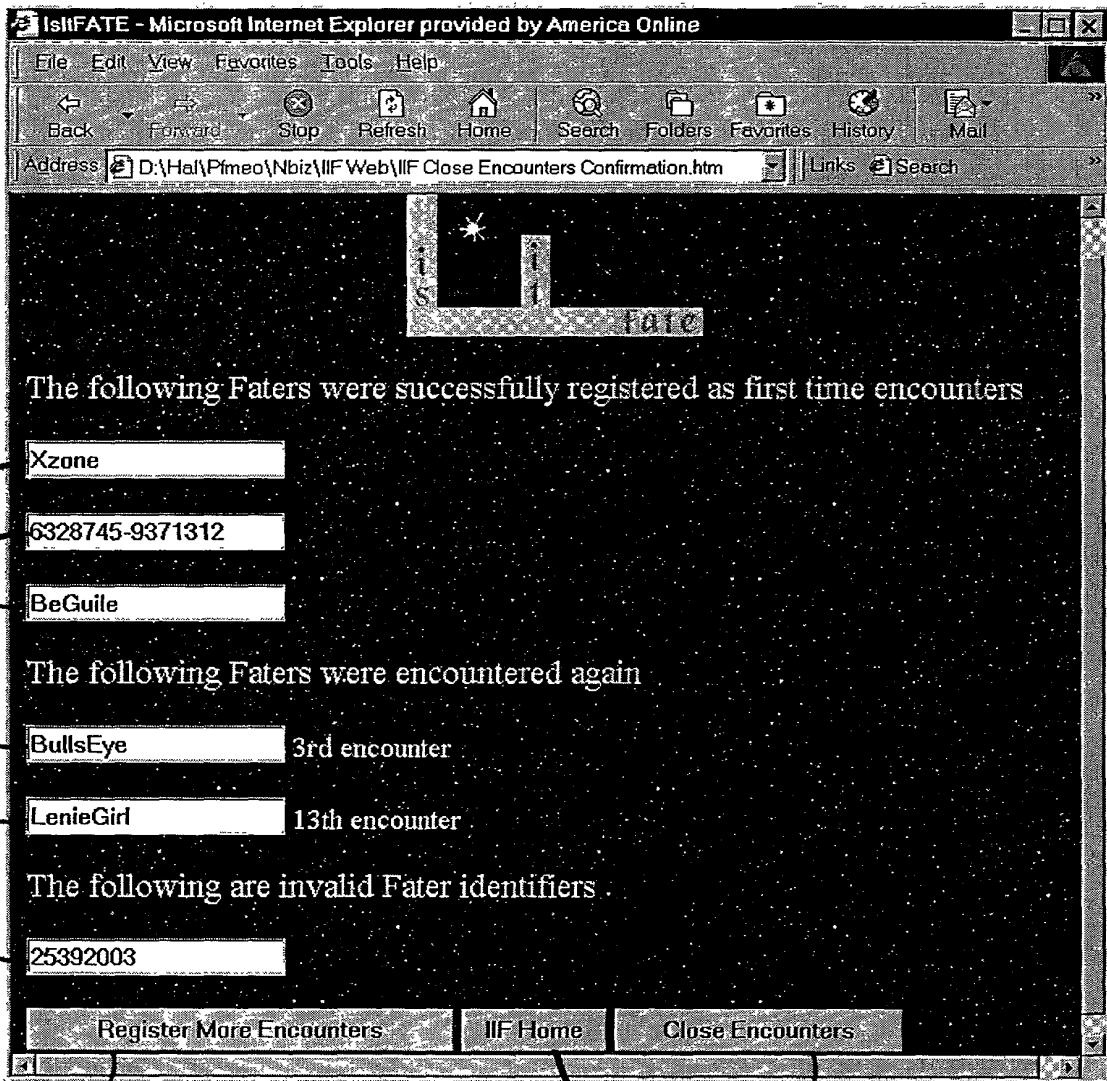 IsItFATE - Microsoft Internet Explorer provided by America Online
File Edit View Favorites Tools Help
Back Forward Stop Refresh Home Search Folders Favorites History Mail »
Address D:\Hal\Pfmeo\Nbiz\IIF Web\IIF Close Encounters Confirmation.htm Links Search »
is it fate
The following Faters were successfully registered as first time encounters
Xzone
6328745-9371312
BeGuile
The following Faters were encountered again
BullsEye 3rd encounter
LenieGirl 13th encounter
The following are invalid Fater identifiers
25392003
Register More Encounters IIF Home Close Encounters